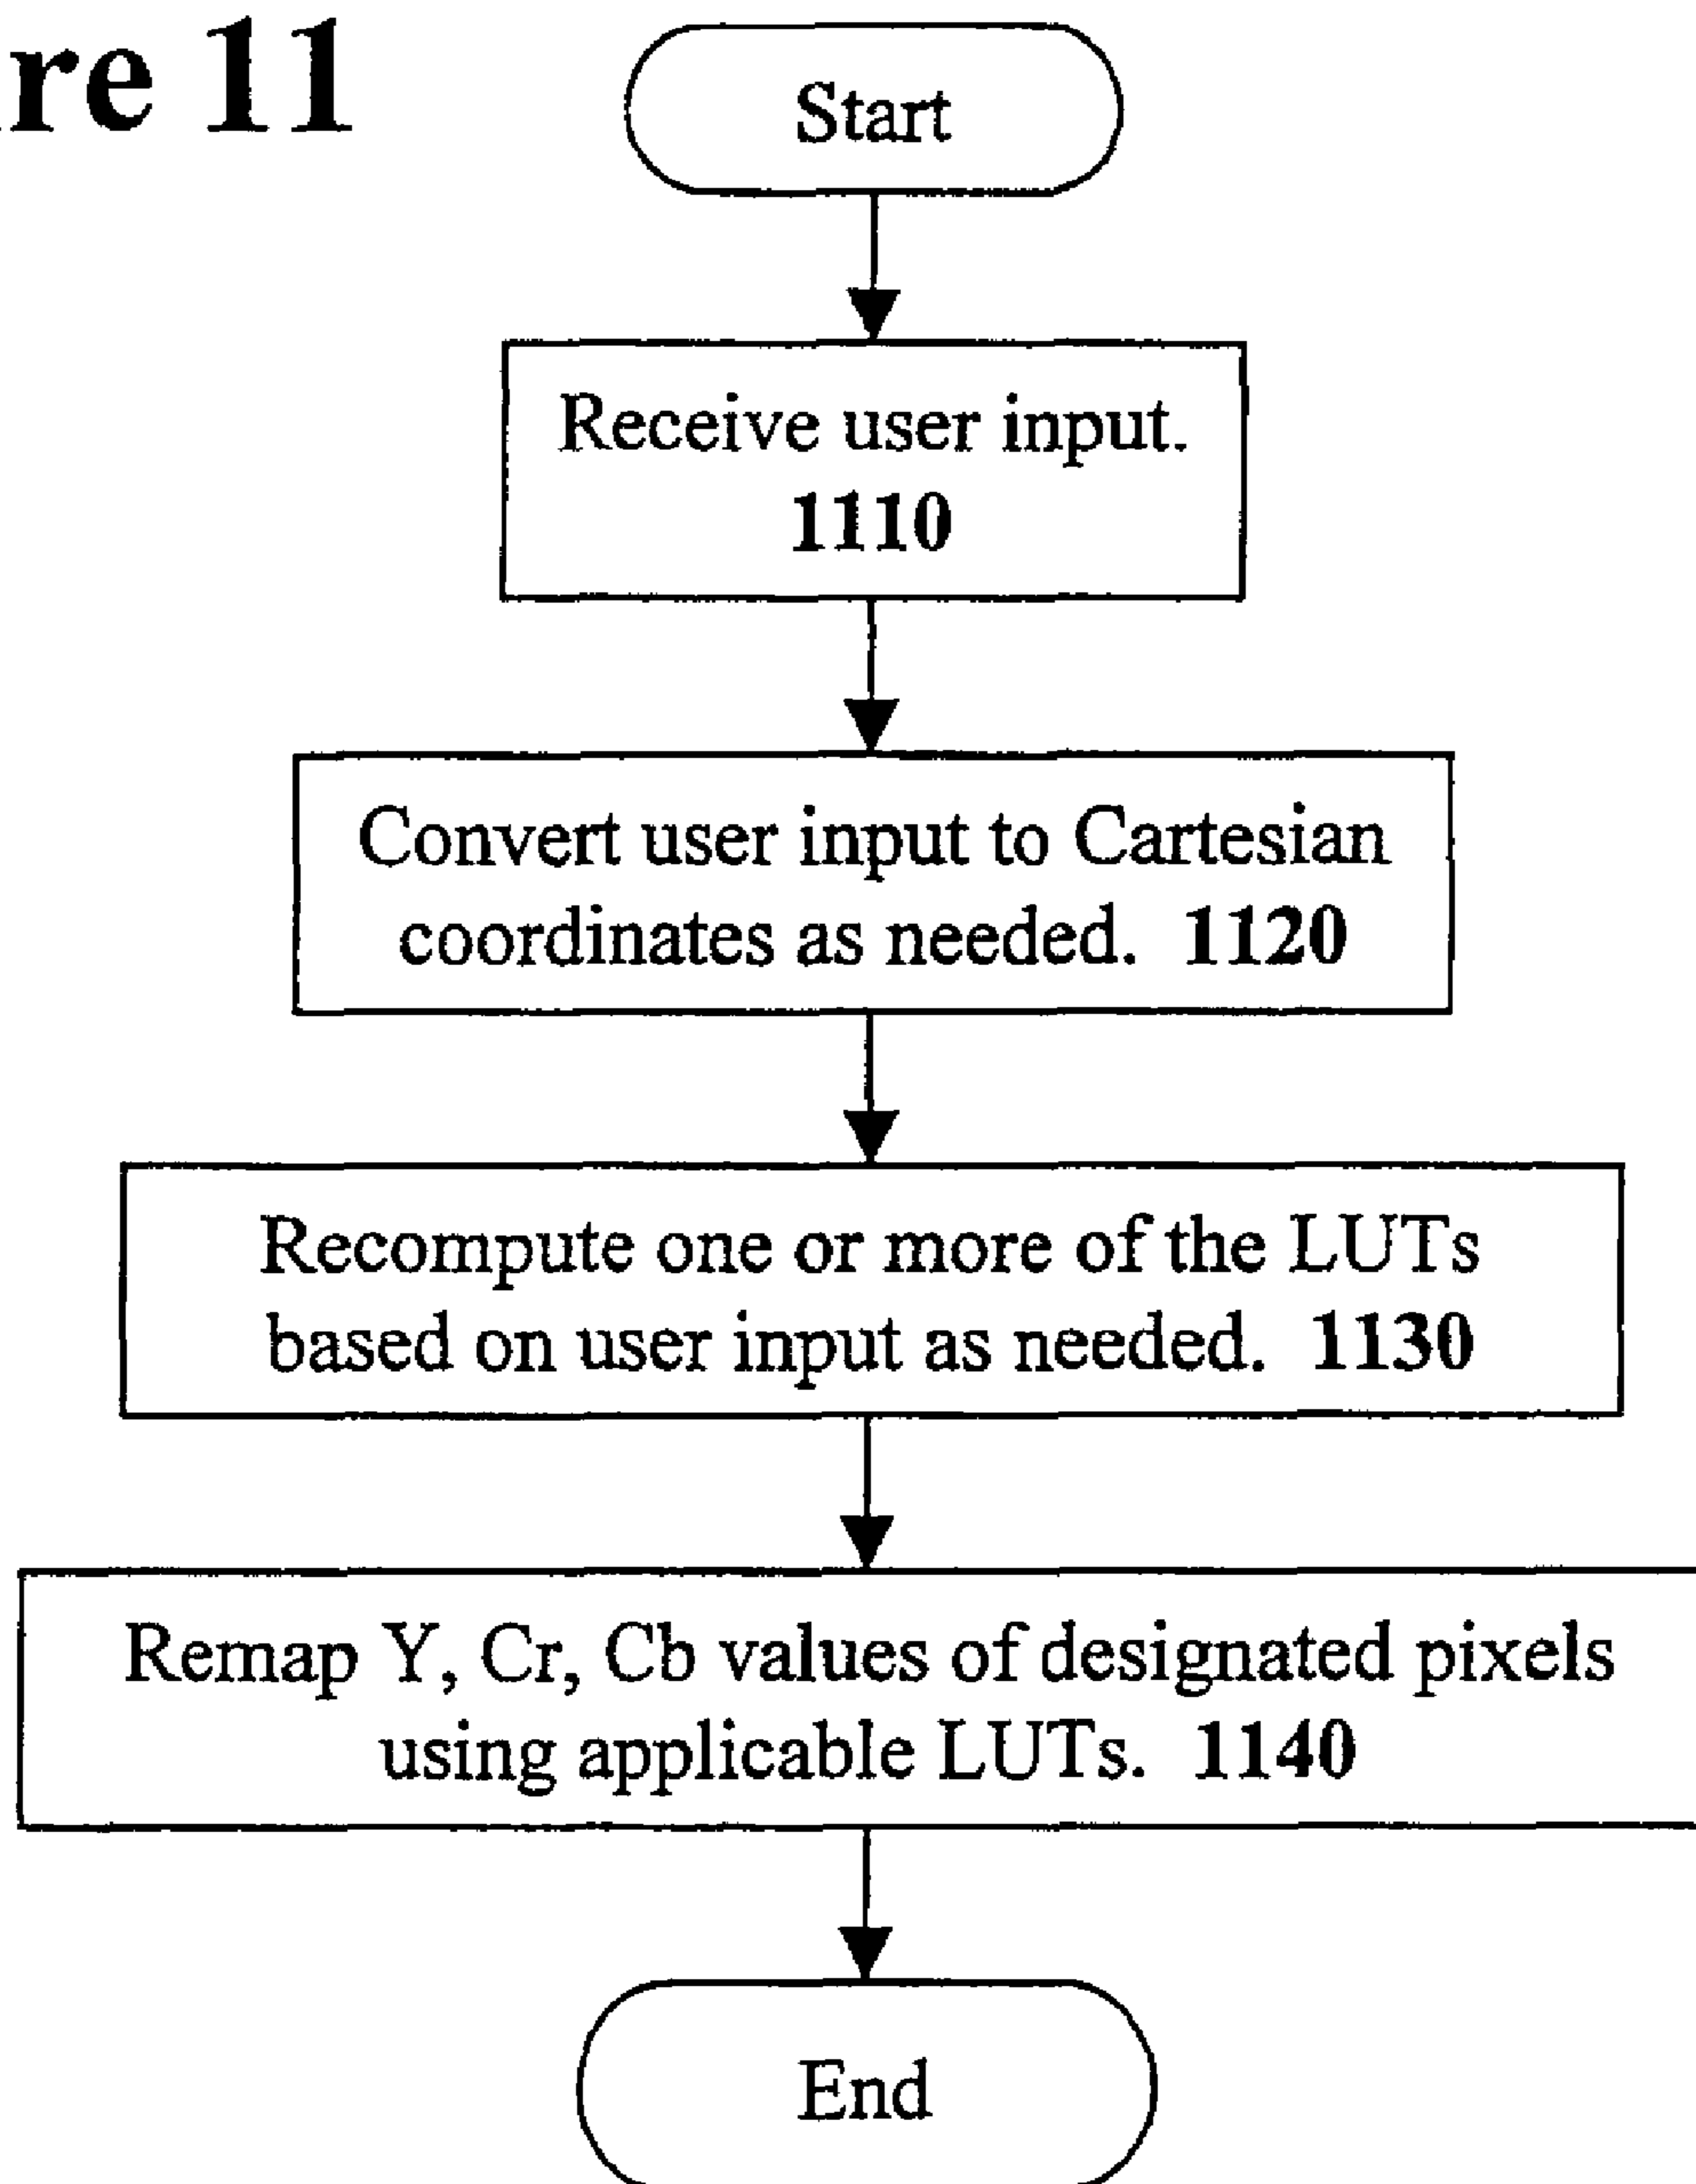 re 11
Start
Receive user input.
1110
Convert user input to Cartesian
coordinates as needed. 1120
Recompute one or more of the LUTs
based on user input as needed. 1130
Remap Y, Cr, Cb values of designated pixels
using applicable LUTs. 1140
End